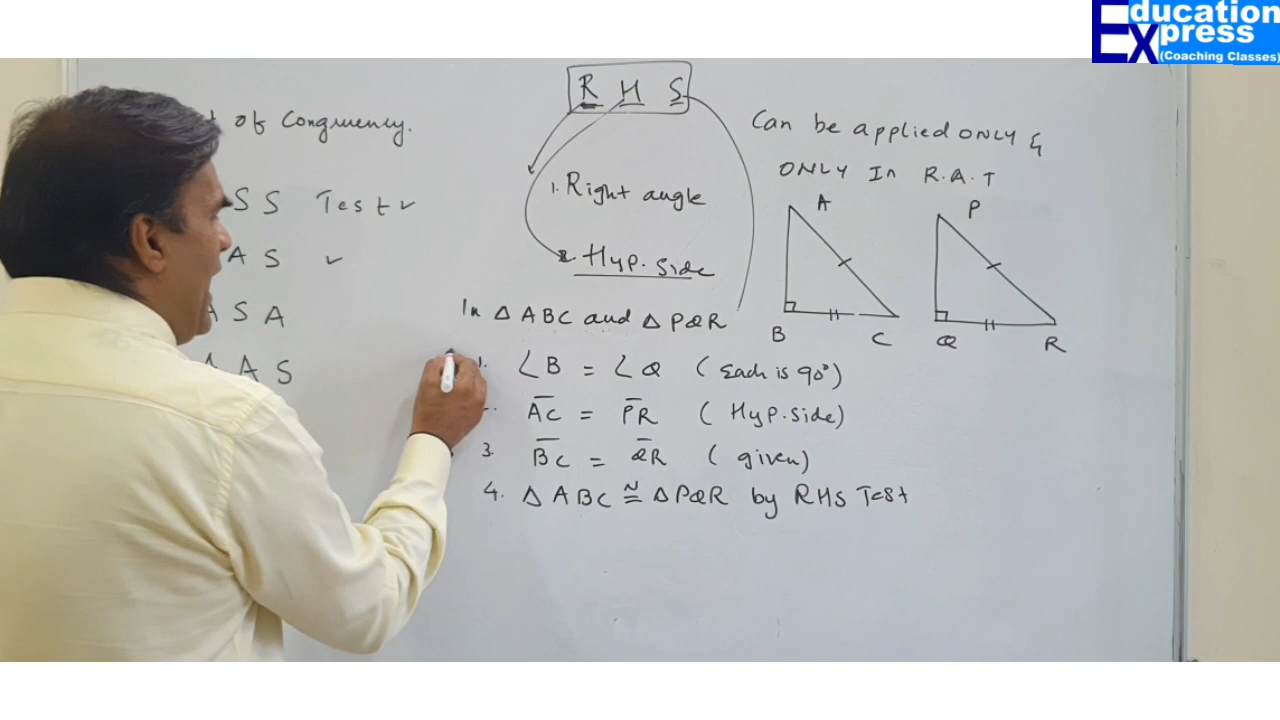 Education
Express
(Coaching Classes)
R H S
of Congruency.
Can be applied ONLY &
ONLY In R.A.T
S S Test ✓
A S ✓
A S A
A A S
1. Right angle
2. Hyp. side
A
B
C
P
Q
R
In △ ABC and △ PQR
1. ∠B = ∠Q (Each is 90°)
AC = PR (Hyp. side)
3. BC = QR (given)
4. △ ABC ≅ △ PQR by RHS Test